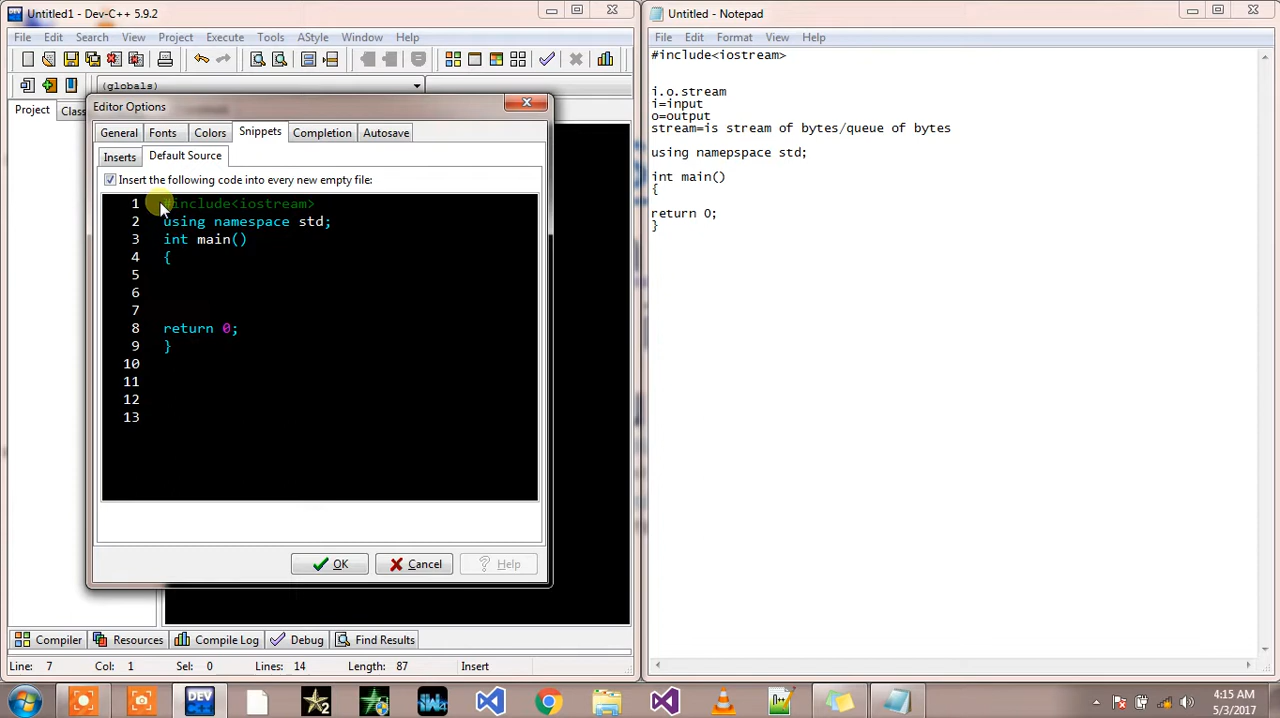 Untitled1 - Dev-C++ 5.9.2
File Edit Search View Project Execute Tools AStyle Window Help
(globals)
Project Class
Editor Options
General Fonts Colors Snippets Completion Autosave
Inserts Default Source
Insert the following code into every new empty file:
1 #include<iostream>
2 using namespace std;
3 int main()
4 {
5
6
7
8 return 0;
9 }
10
11
12
13
OK Cancel ? Help
Compiler Resources Compile Log Debug Find Results
Line: 7 Col: 1 Sel: 0 Lines: 14 Length: 87 Insert
Untitled - Notepad
File Edit Format View Help
#include<iostream>
i.o.stream
i=input
o=output
stream=is stream of bytes/queue of bytes
using namepspace std;
int main()
{
return 0;
}
DEV
4:15 AM
5/3/2017